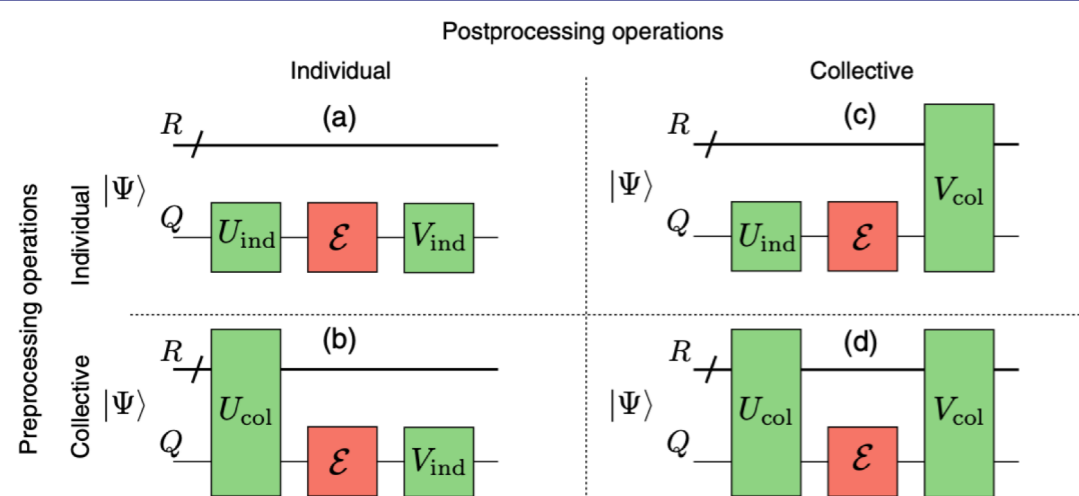 Postprocessing operations
Individual
Collective
Preprocessing operations
Individual
Collective
(a)
R
|Ψ⟩
Q
U_ind
ℰ
V_ind
(c)
R
|Ψ⟩
Q
U_ind
ℰ
V_col
(b)
R
|Ψ⟩
Q
U_col
ℰ
V_ind
(d)
R
|Ψ⟩
Q
U_col
ℰ
V_col